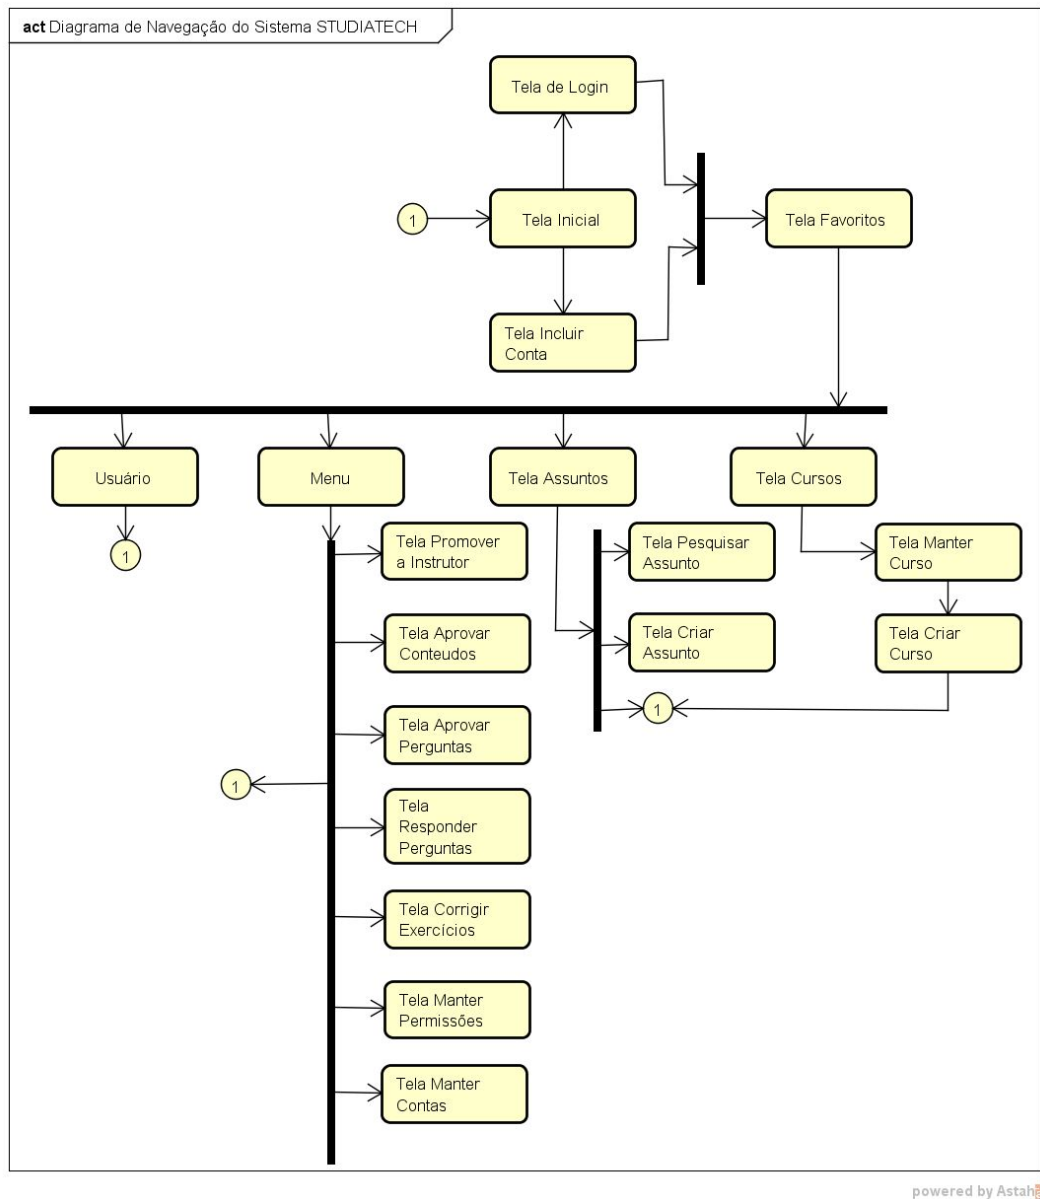 act Diagrama de Navegação do Sistema STUDIATECH
Tela de Login
1
Tela Inicial
Tela Favoritos
Tela Incluir
Conta
Usuário
Menu
Tela Assuntos
Tela Cursos
1
Tela Promover
a Instrutor
Tela Pesquisar
Assunto
Tela Manter
Curso
Tela Aprovar
Conteudos
Tela Criar
Assunto
Tela Criar
Curso
1
Tela Aprovar
Perguntas
1
Tela
Responder
Perguntas
Tela Corrigir
Exercícios
Tela Manter
Permissões
Tela Manter
Contas
powered by Astah